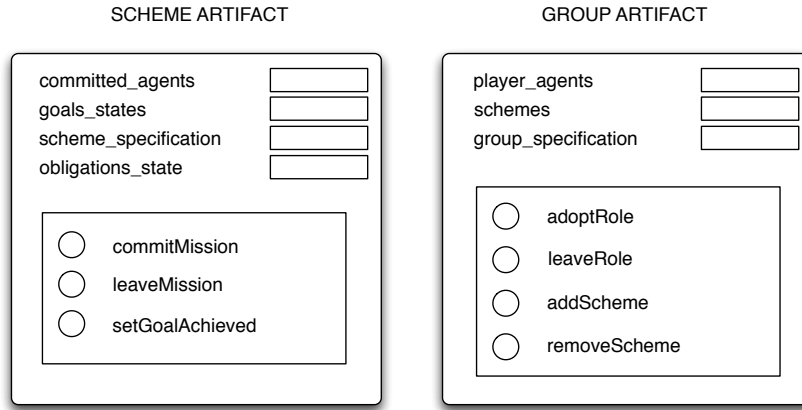 SCHEME ARTIFACT
committed_agents
goals_states
scheme_specification
obligations_state
commitMission
leaveMission
setGoalAchieved
GROUP ARTIFACT
player_agents
schemes
group_specification
adoptRole
leaveRole
addScheme
removeScheme